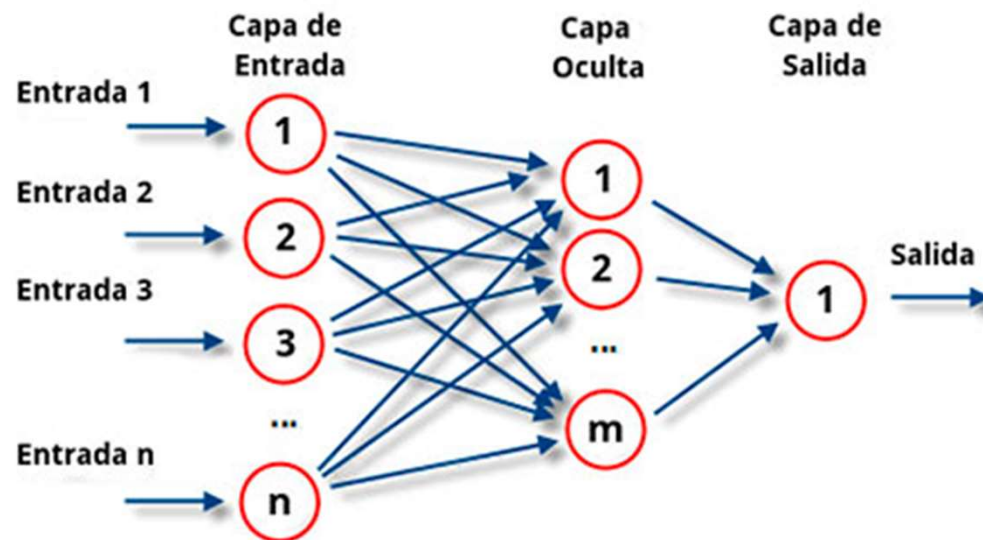 Capa de
Entrada
Capa
Oculta
Capa de
Salida
Entrada 1
1
Entrada 2
2
Entrada 3
3
...
Entrada n
n
1
2
...
m
1
Salida